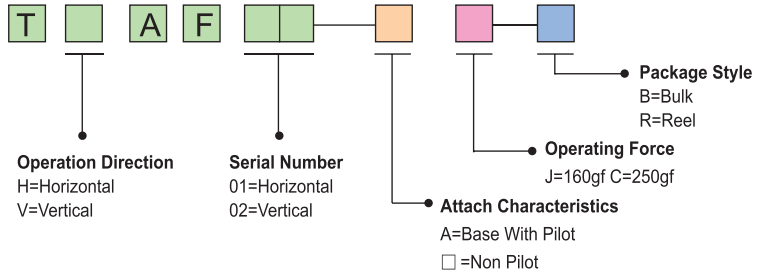 T A F
Package Style
B=Bulk
R=Reel
Operating Force
J=160gf C=250gf
Operation Direction
H=Horizontal
V=Vertical
Serial Number
01=Horizontal
02=Vertical
Attach Characteristics
A=Base With Pilot
□ =Non Pilot